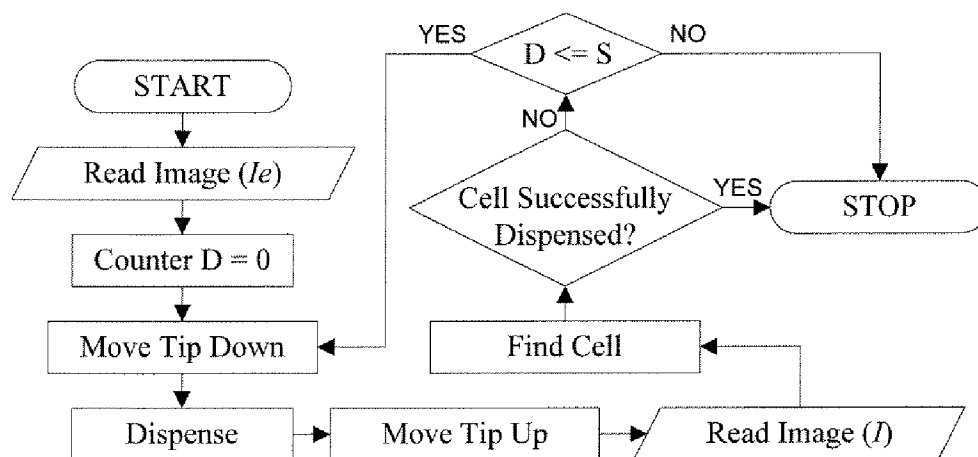 START
Read Image (Ie)
Counter D = 0
Move Tip Down
Dispense
Move Tip Up
Read Image (I)
Find Cell
Cell Successfully
Dispensed?
YES
NO
STOP
D <= S
YES
NO